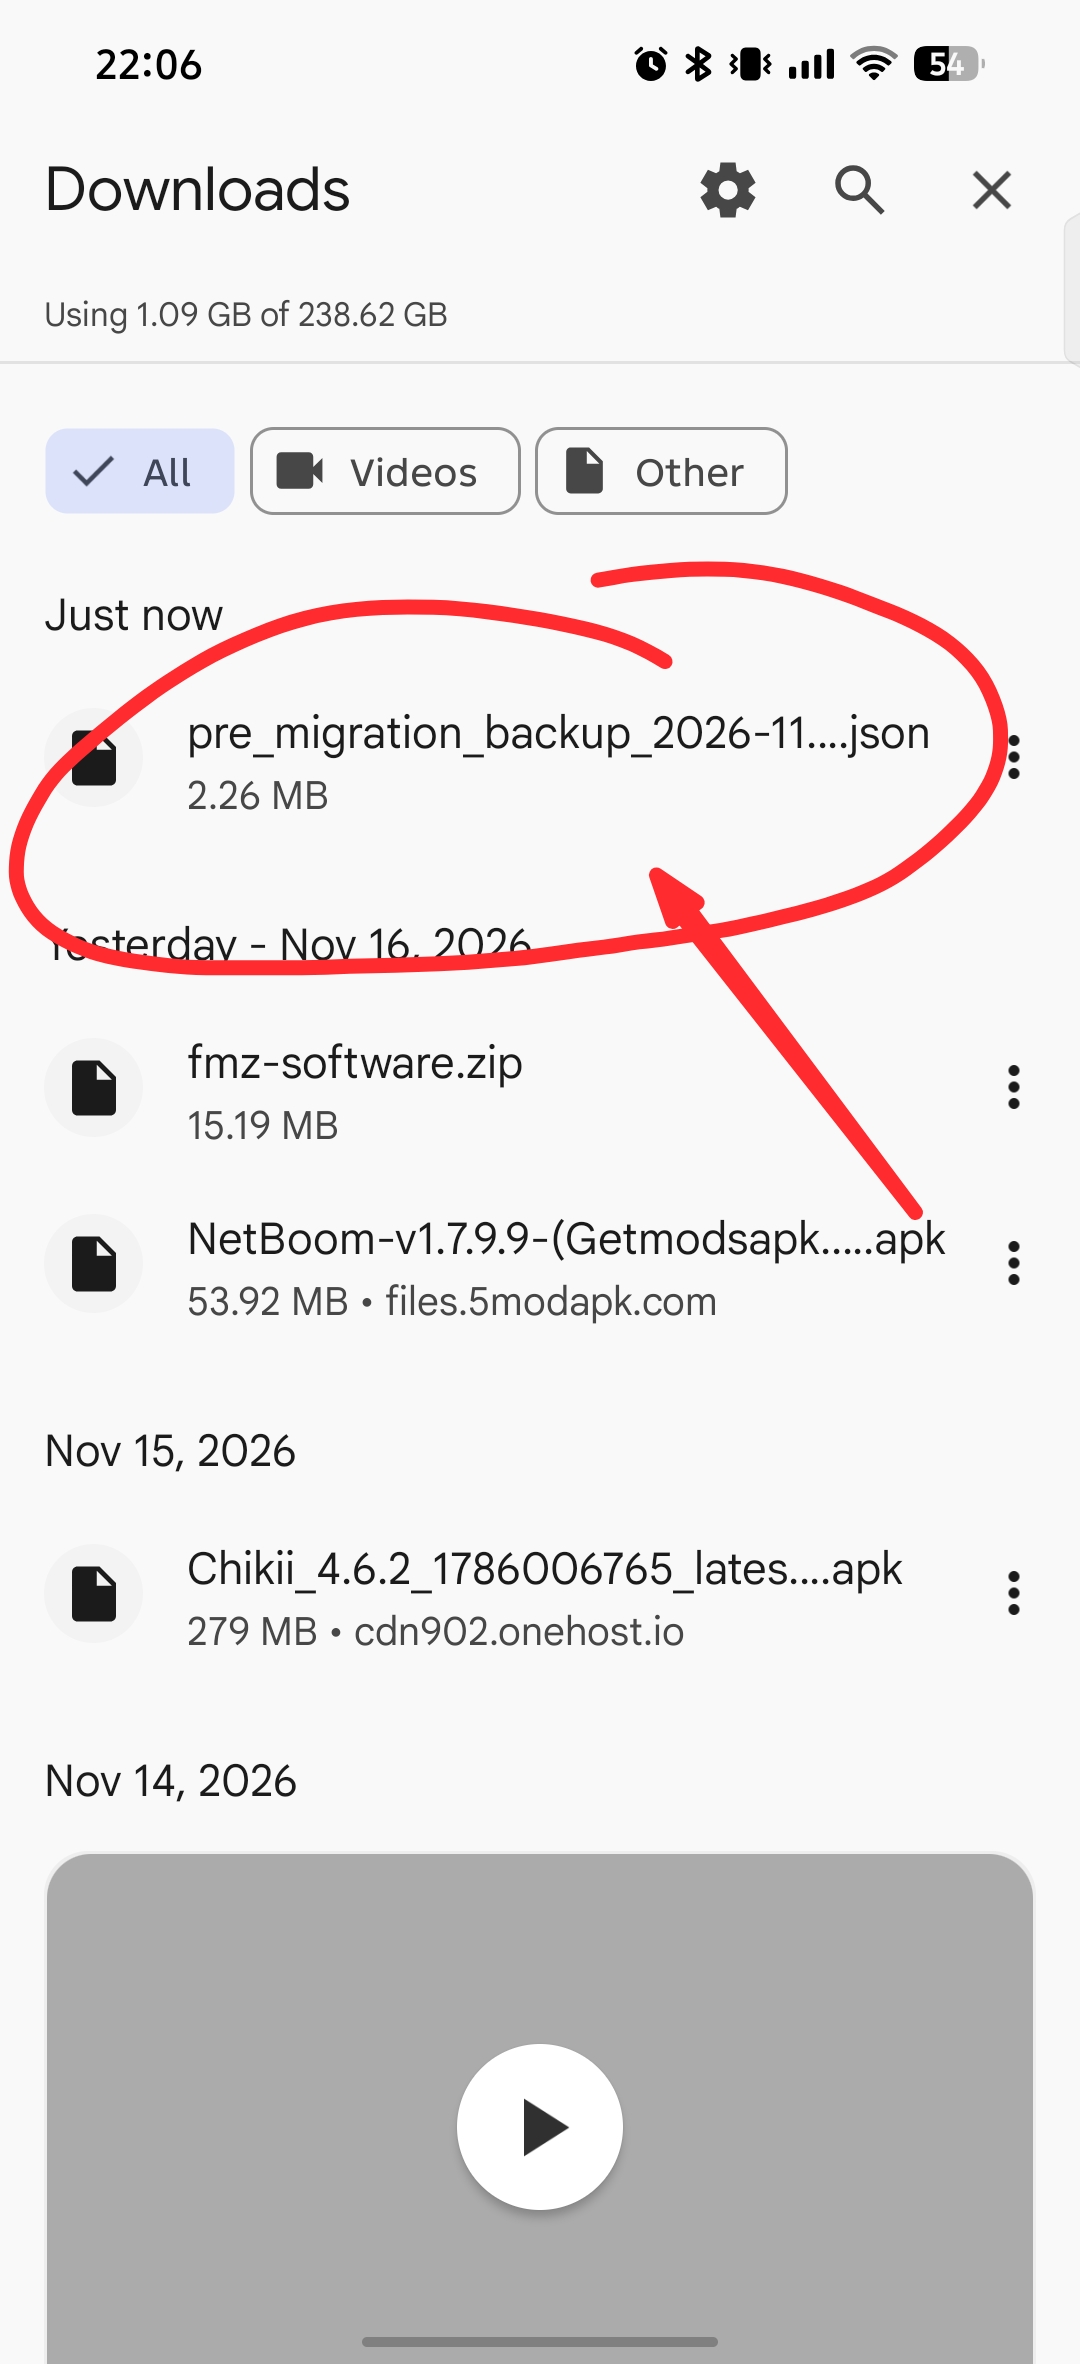 22:06
54
Downloads
Using 1.09 GB of 238.62 GB
All
Videos
Other
Just now
pre_migration_backup_2026-11....json
2.26 MB
Yesterday - Nov 16, 2026
fmz-software.zip
15.19 MB
NetBoom-v1.7.9.9-(Getmodsapk.....apk
53.92 MB • files.5modapk.com
Nov 15, 2026
Chikii_4.6.2_1786006765_lates....apk
279 MB • cdn902.onehost.io
Nov 14, 2026